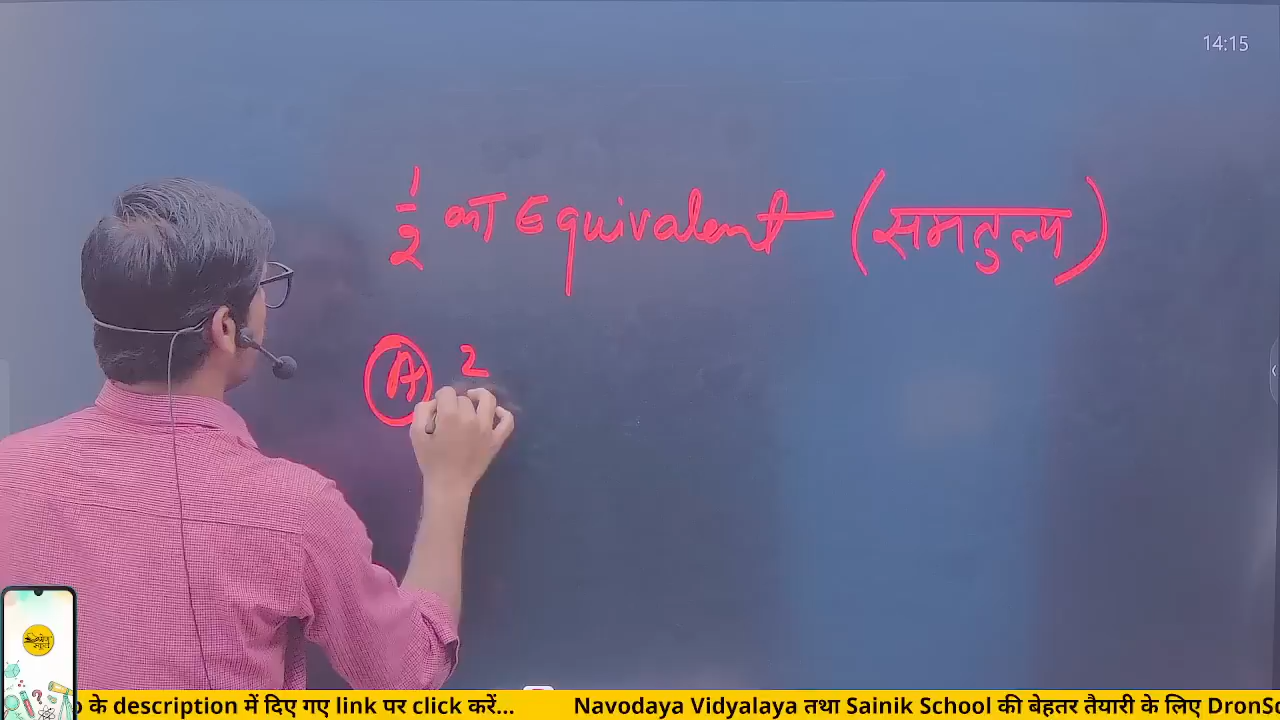 14:15
1/2 का Equivalent (समतुल्य)
A 2
के description में दिए गए link पर click करें... Navodaya Vidyalaya तथा Sainik School की बेहतर तैयारी के लिए